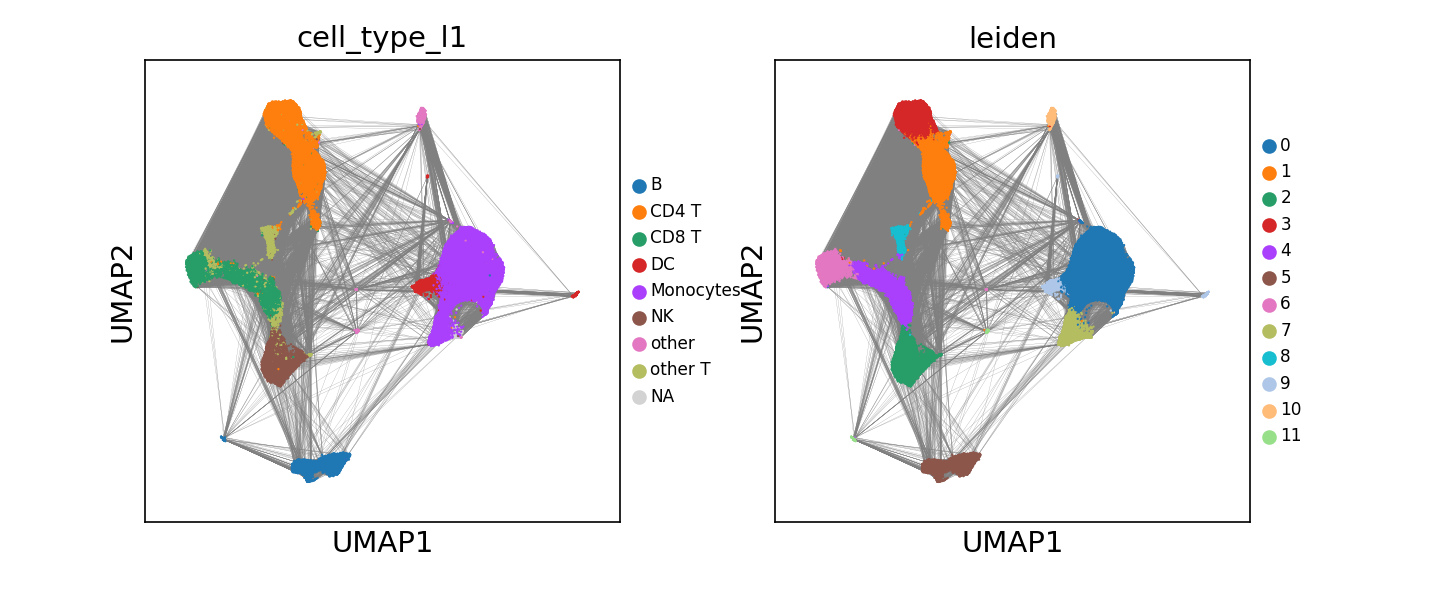 cell_type_l1
UMAP2
UMAP1
B
CD4 T
CD8 T
DC
Monocytes
NK
other
other T
NA
leiden
UMAP2
UMAP1
0
1
2
3
4
5
6
7
8
9
10
11